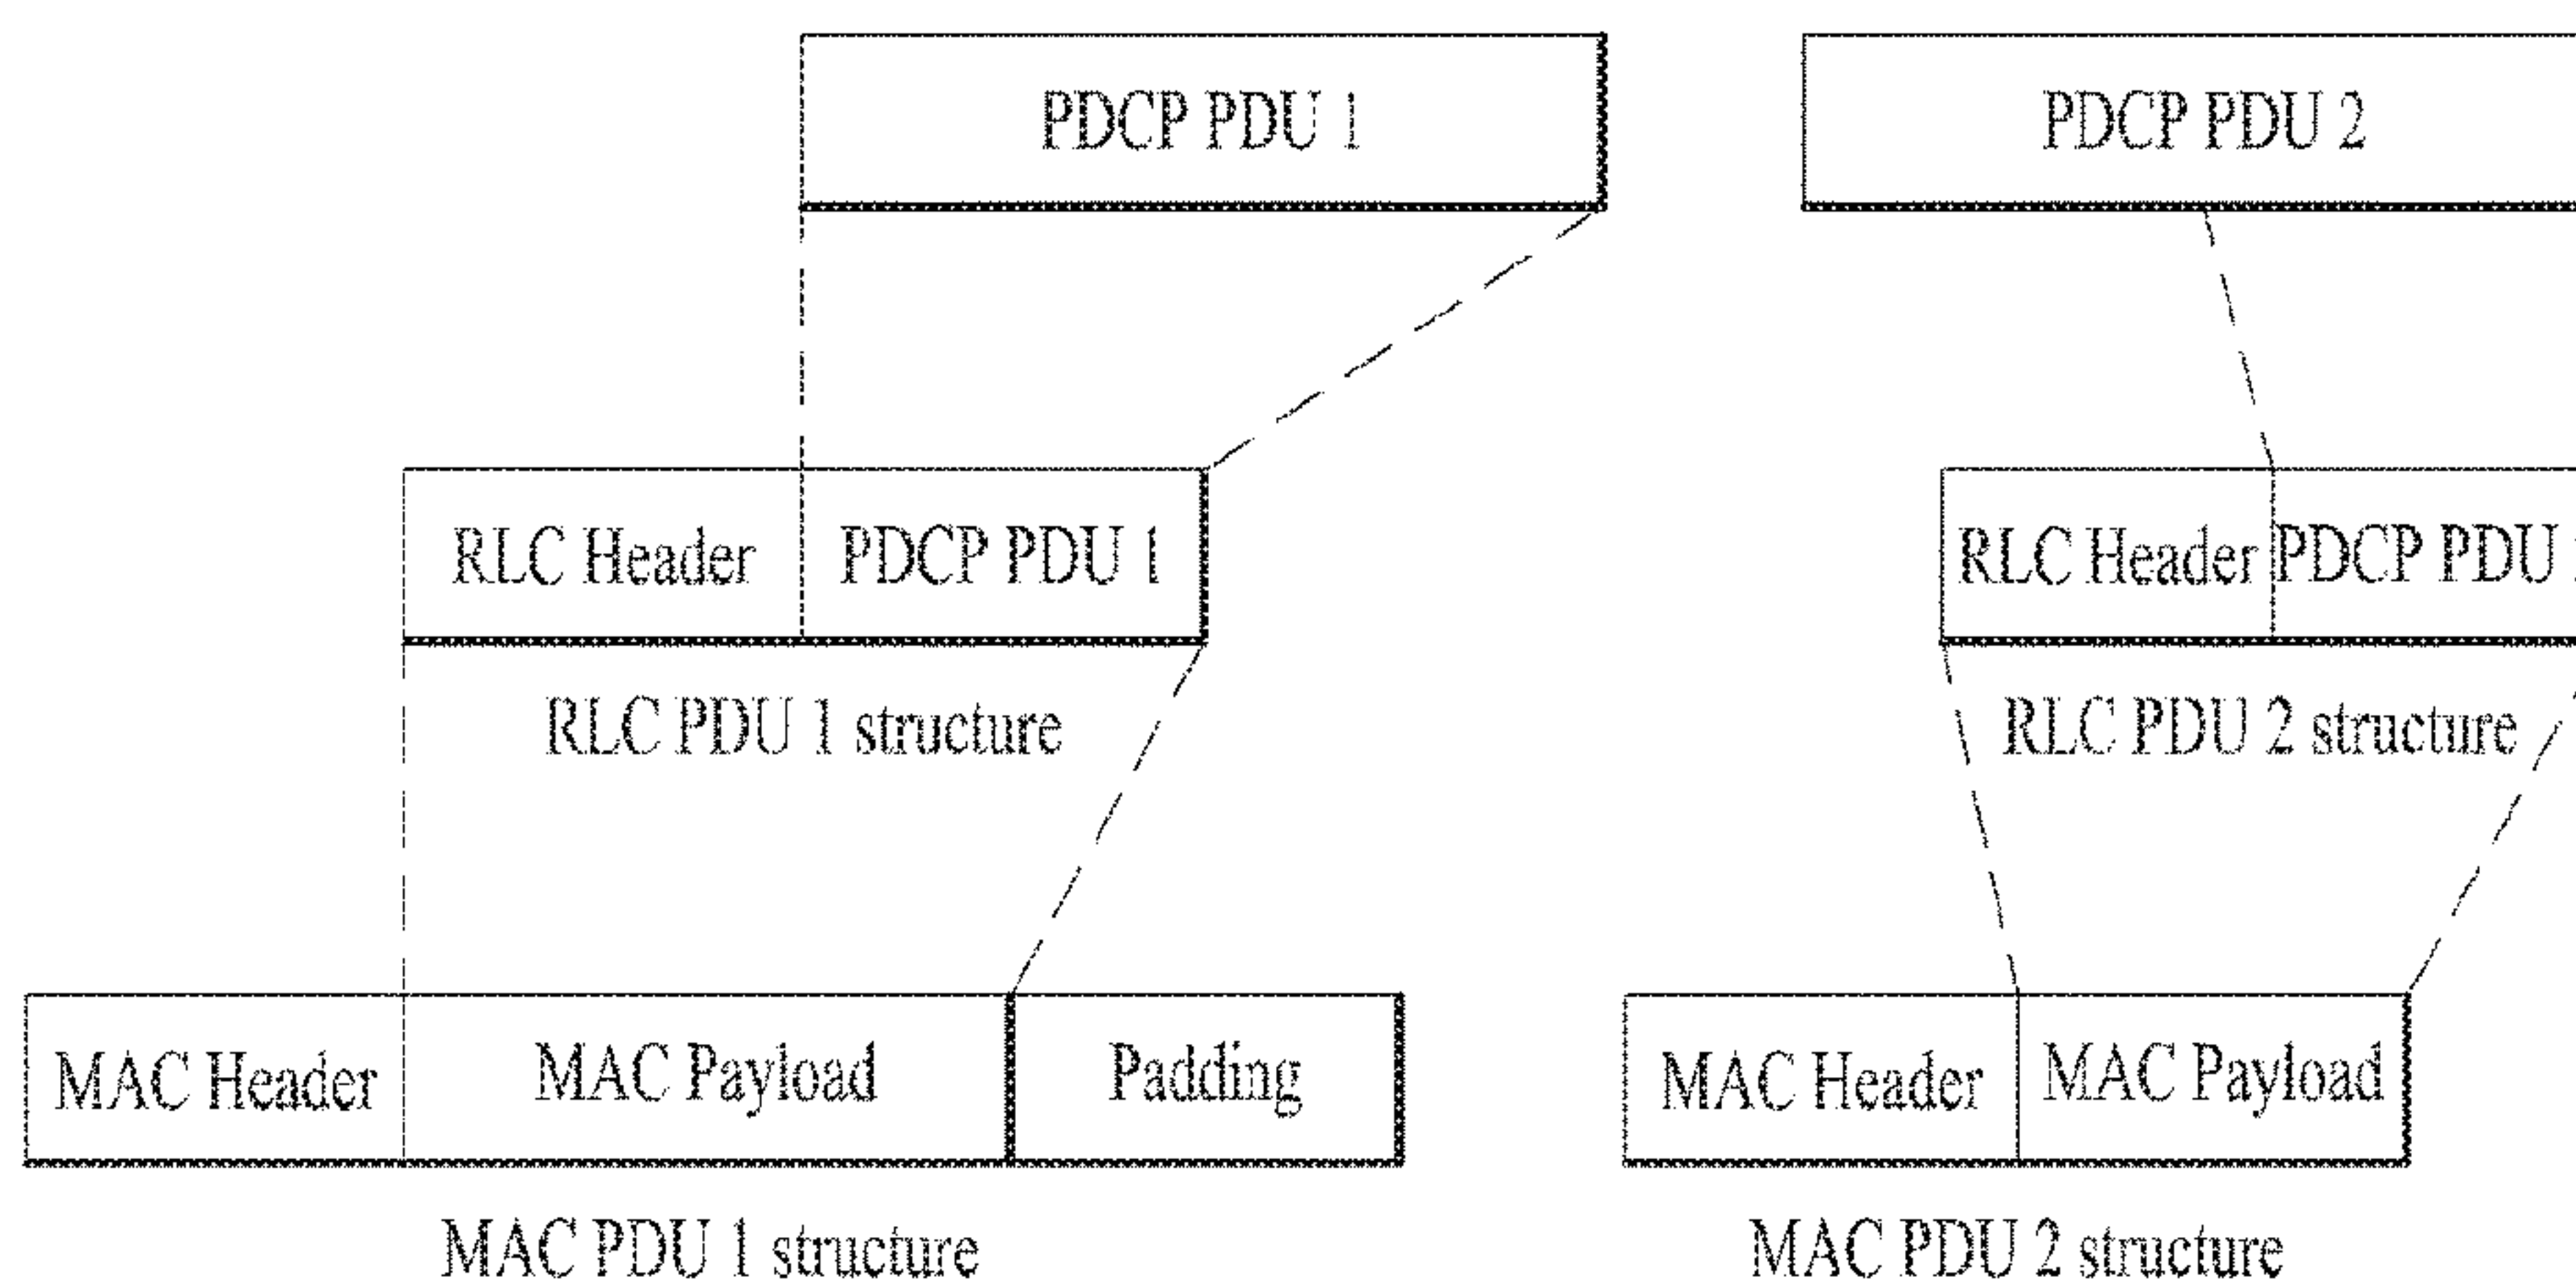 PDCP PDU 1
PDCP PDU 2
RLC Header
PDCP PDU 1
RLC Header
PDCP PDU
RLC PDU 1 structure
RLC PDU 2 structure
MAC Header
MAC Payload
Padding
MAC Header
MAC Payload
MAC PDU 1 structure
MAC PDU 2 structure